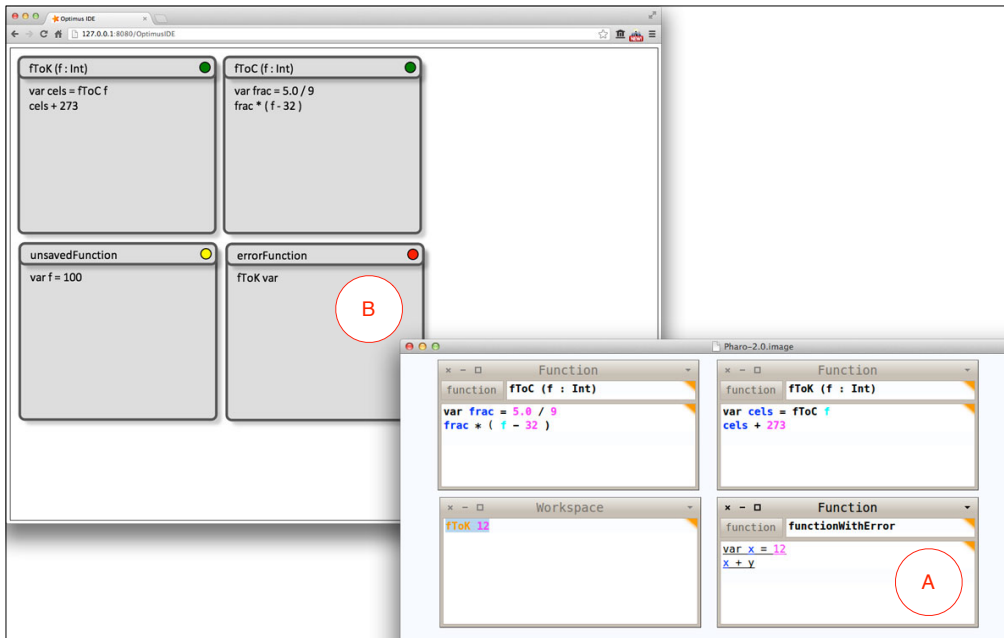 Optimus IDE
127.0.0.1:8080/OptimusIDE
NEW!
fToK (f : Int)
var cels = fToC f
cels + 273
fToC (f : Int)
var frac = 5.0 / 9
frac * ( f - 32 )
unsavedFunction
var f = 100
errorFunction
fToK var
B
Pharo-2.0.image
Function
function fToC (f : Int)
var frac = 5.0 / 9
frac * ( f - 32 )
Function
function fToK (f : Int)
var cels = fToC f
cels + 273
Workspace
fToK 12
Function
function functionWithError
var x = 12
x + y
A